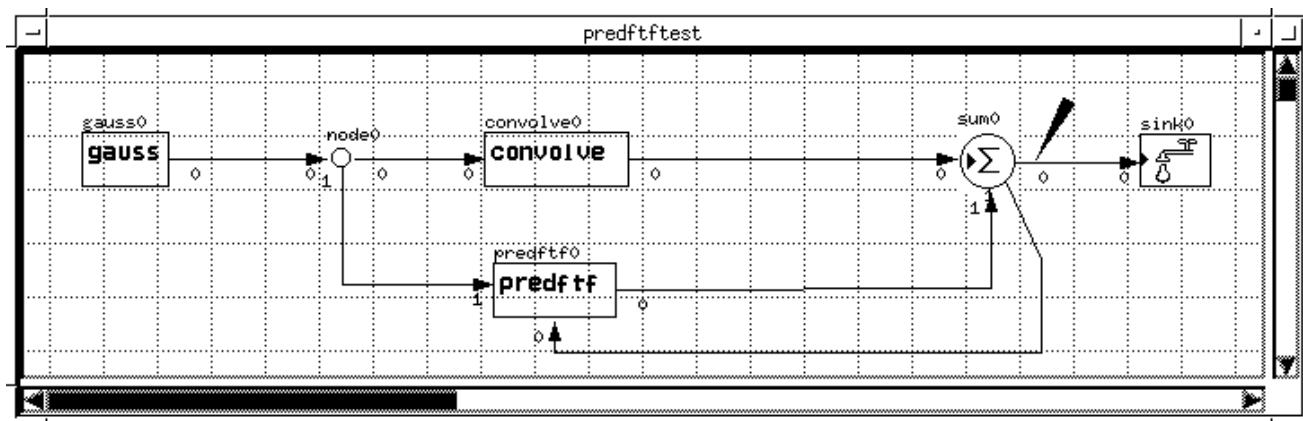 predftftest
gauss0
node0
convolve0
sum0
sink0
gauss
convolve
Σ
0
0
1
0
0
0
0
0
0
1
predftf0
predftf
1
0
0